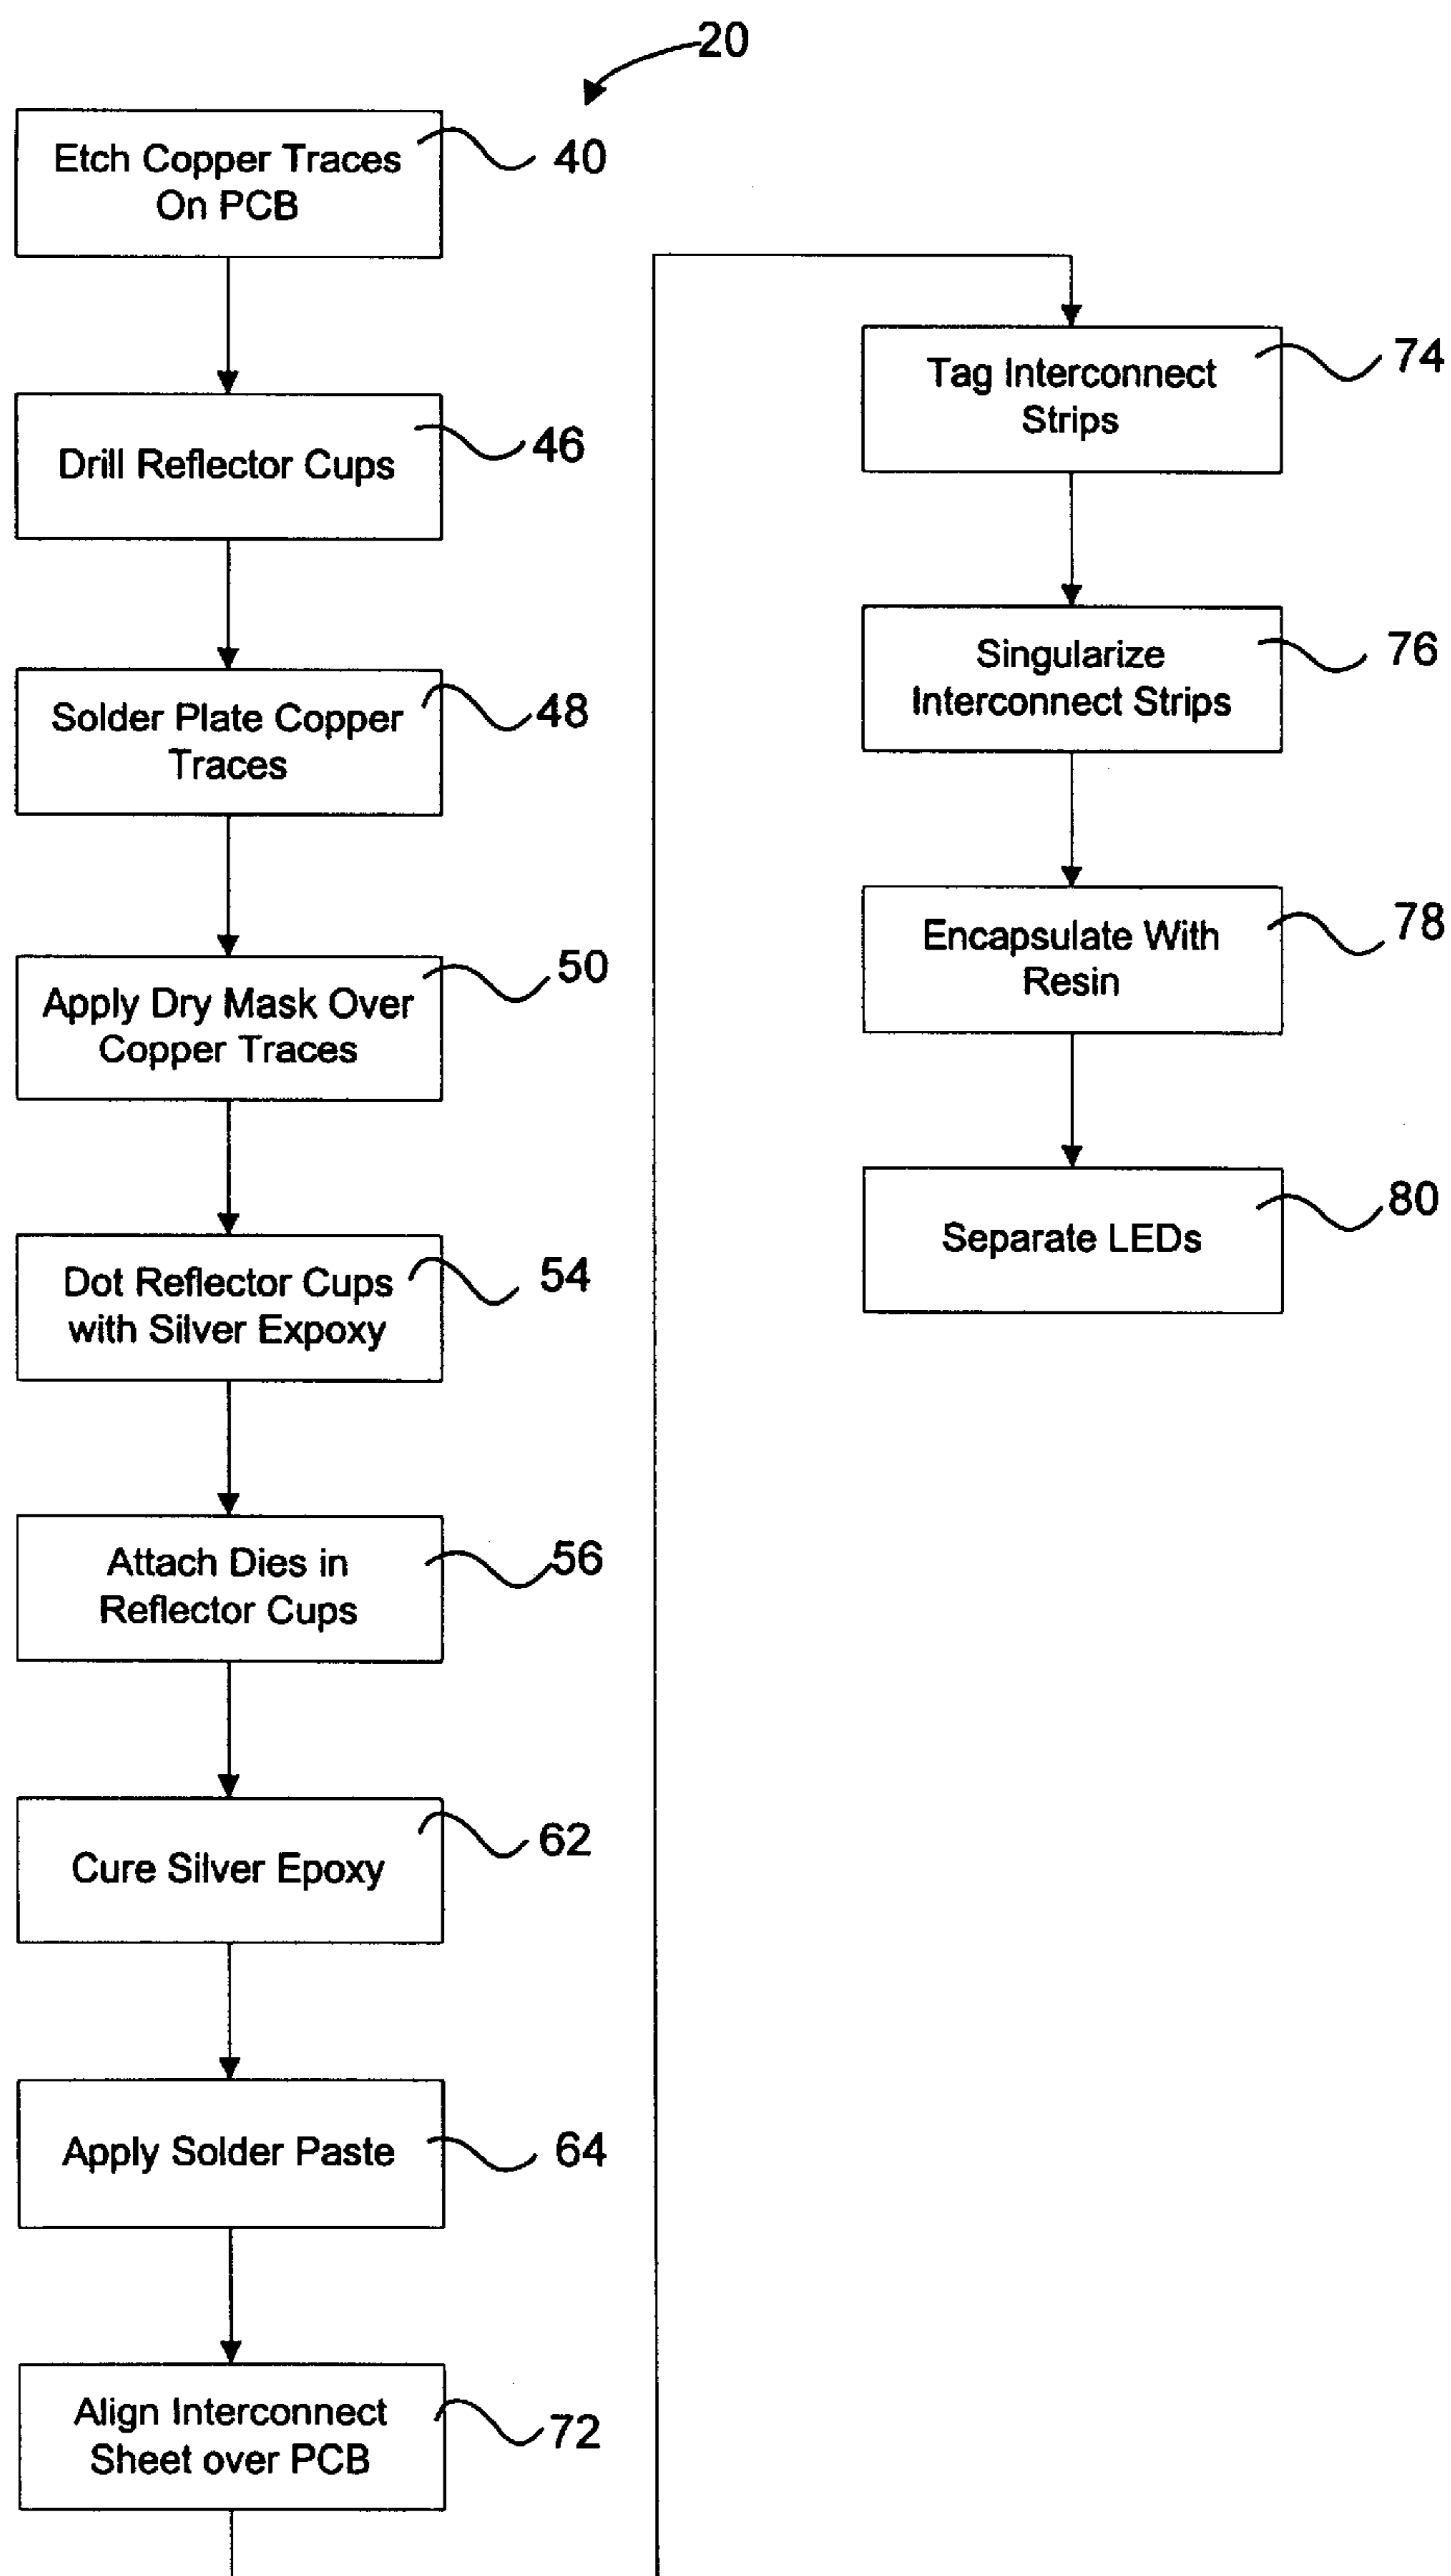 20
Etch Copper Traces
On PCB
40
Drill Reflector Cups
46
Solder Plate Copper
Traces
48
Apply Dry Mask Over
Copper Traces
50
Dot Reflector Cups
with Silver Expoxy
54
Attach Dies in
Reflector Cups
56
Cure Silver Epoxy
62
Apply Solder Paste
64
Align Interconnect
Sheet over PCB
72
Tag Interconnect
Strips
74
Singularize
Interconnect Strips
76
Encapsulate With
Resin
78
Separate LEDs
80